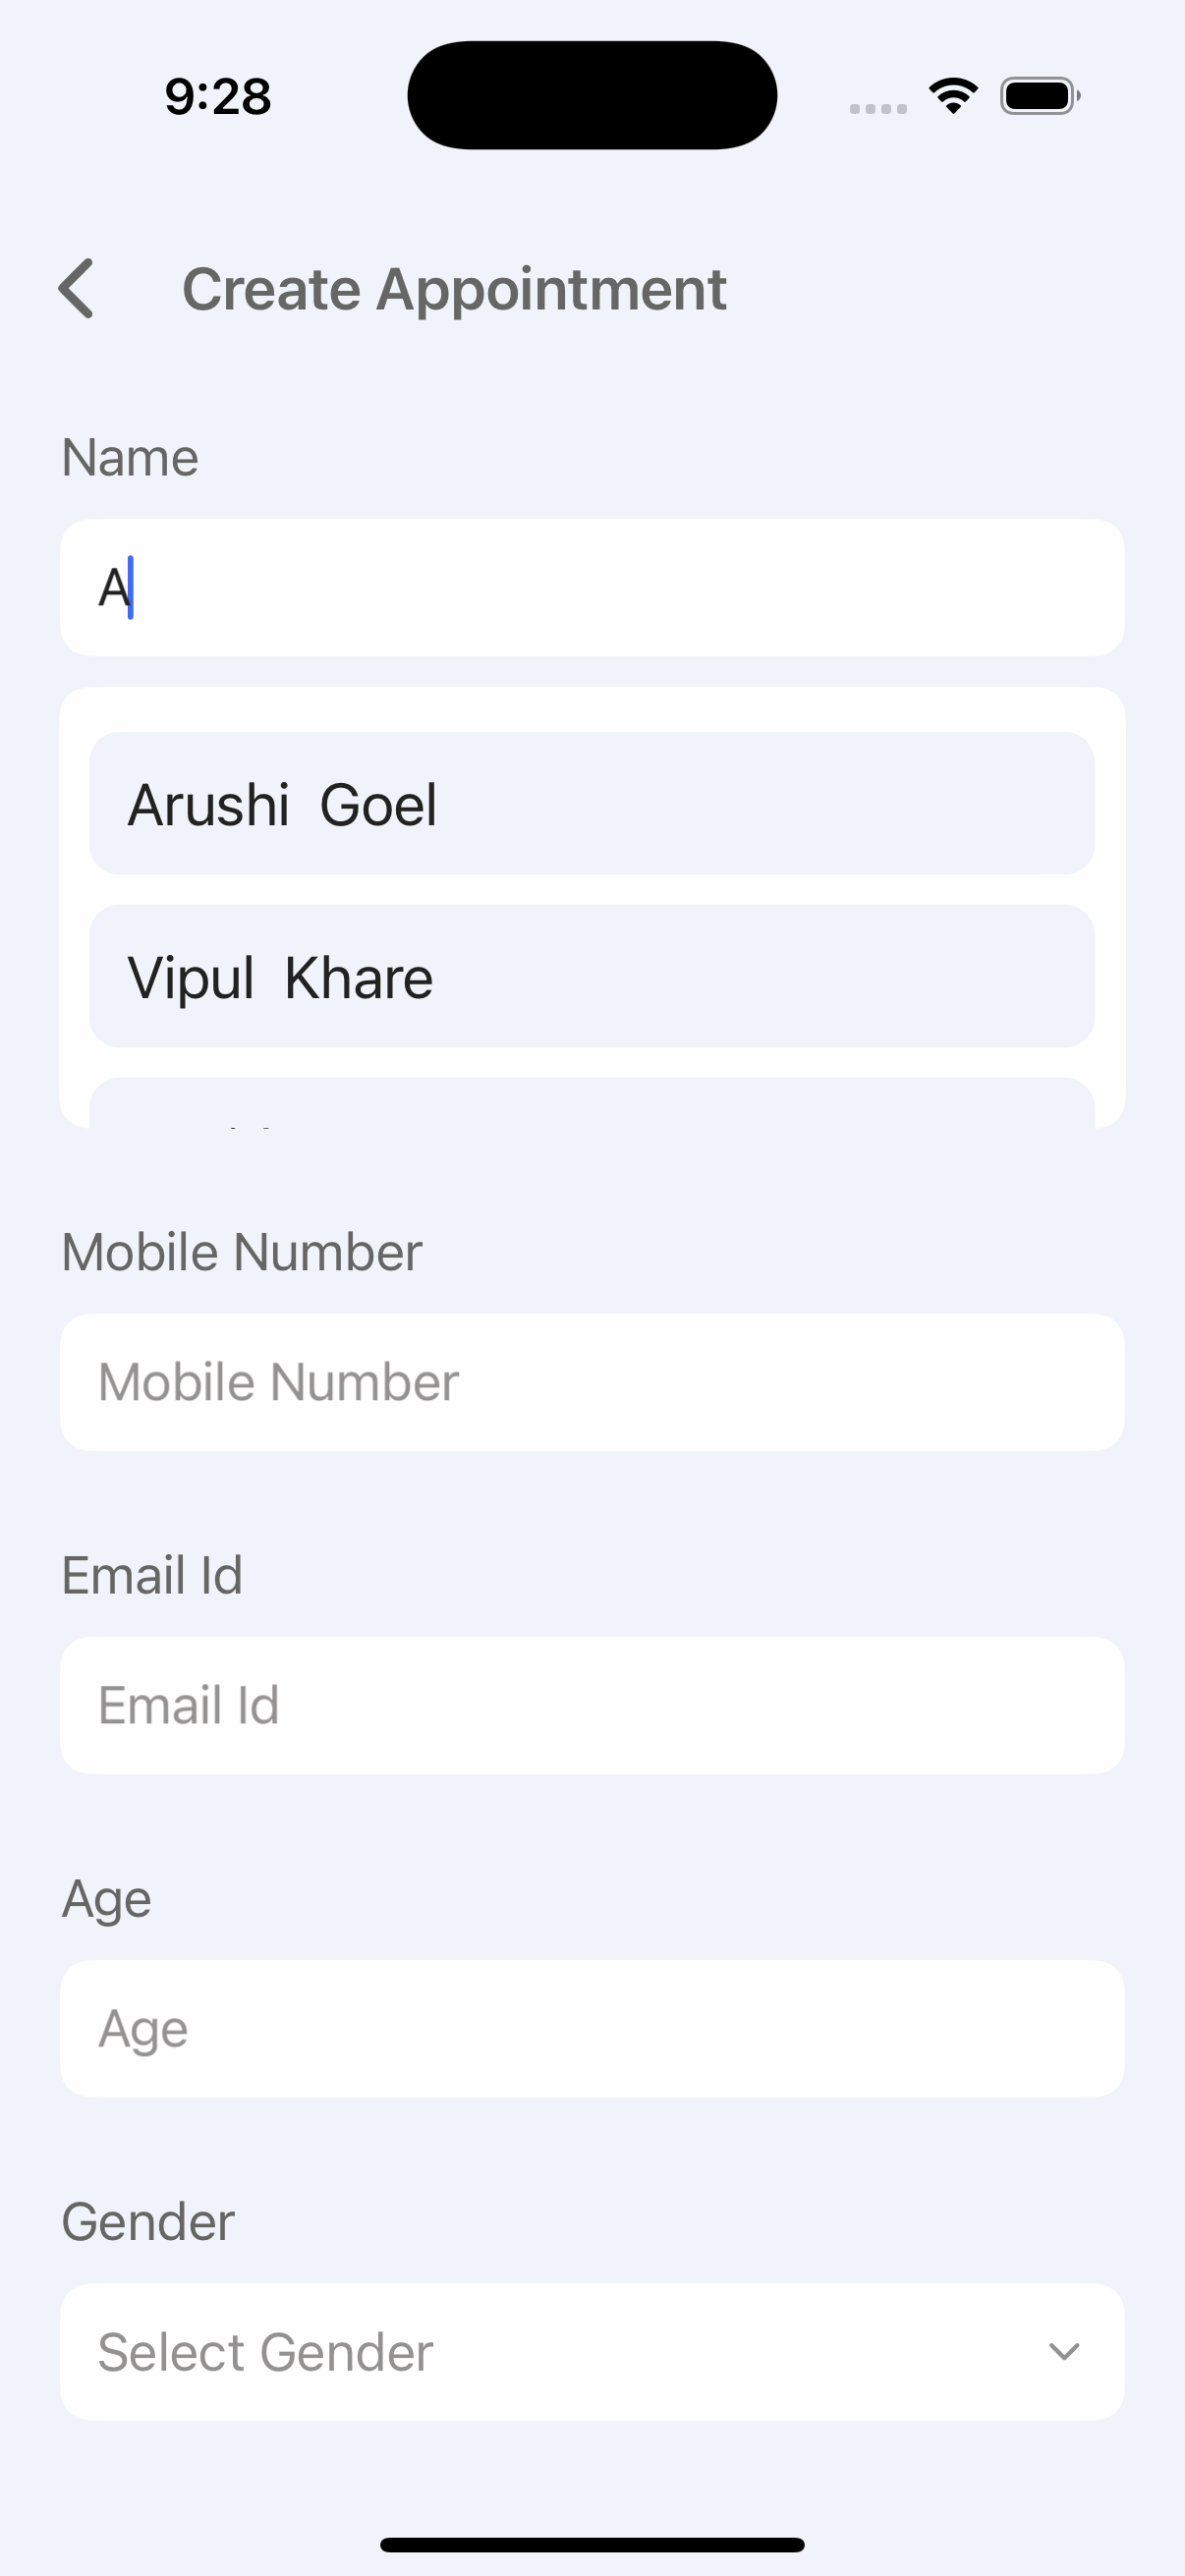 9:28
Create Appointment
Name
A
Arushi  Goel
Vipul  Khare
Mobile Number
Mobile Number
Email Id
Email Id
Age
Age
Gender
Select Gender